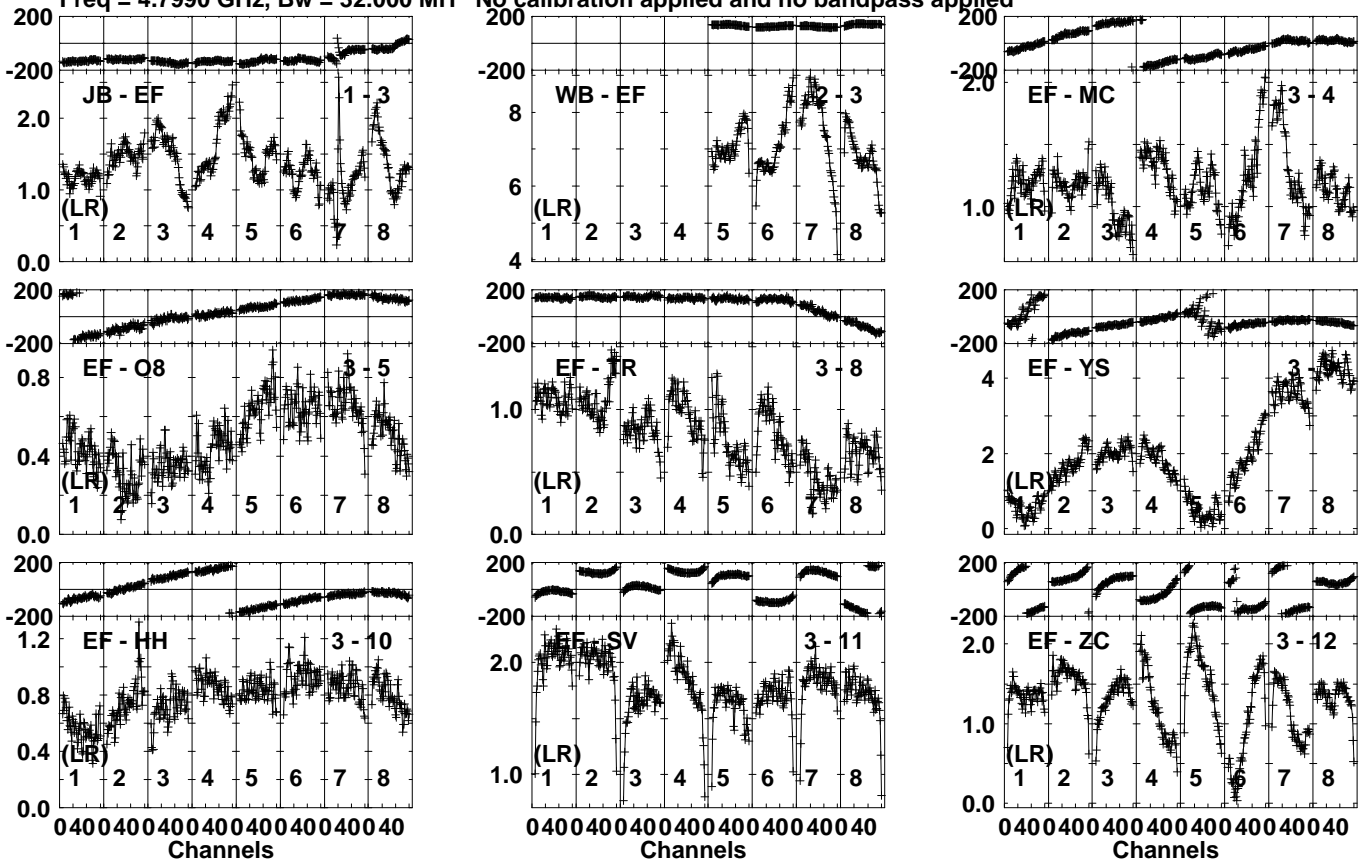 Freq = 4.7990 GHz, Bw = 32.000 MH No calibration applied and no bandpass applied
200
-200
JB - EF
1 - 3
2.0
1.0
0.0
(LR)
1 2 3 4 5 6 7 8
200
-200
WB - EF
2 - 3
8
6
4
(LR)
1 2 3 4 5 6 7 8
200
-200
EF - MC
3 - 4
2.0
1.0
(LR)
1 2 3 4 5 6 7 8
200
-200
EF - O8
3 - 5
0.8
0.4
0.0
(LR)
1 2 3 4 5 6 7 8
200
-200
EF - TR
3 - 8
1.0
0.0
(LR)
1 2 3 4 5 6 7 8
200
-200
EF - YS
3 -
4
2
0
(LR)
1 2 3 4 5 6 7 8
200
-200
EF - HH
3 - 10
1.2
0.8
0.4
0.0
(LR)
1 2 3 4 5 6 7 8
0 40 0 40 0 40 0 40 0 40 0 40 0 40 0 40
Channels
200
-200
EF - SV
3 - 11
2.0
1.0
(LR)
1 2 3 4 5 6 7 8
0 40 0 40 0 40 0 40 0 40 0 40 0 40 0 40
Channels
200
-200
EF - ZC
3 - 12
2.0
1.0
0.0
(LR)
1 2 3 4 5 6 7 8
0 40 0 40 0 40 0 40 0 40 0 40 0 40 0 40
Channels